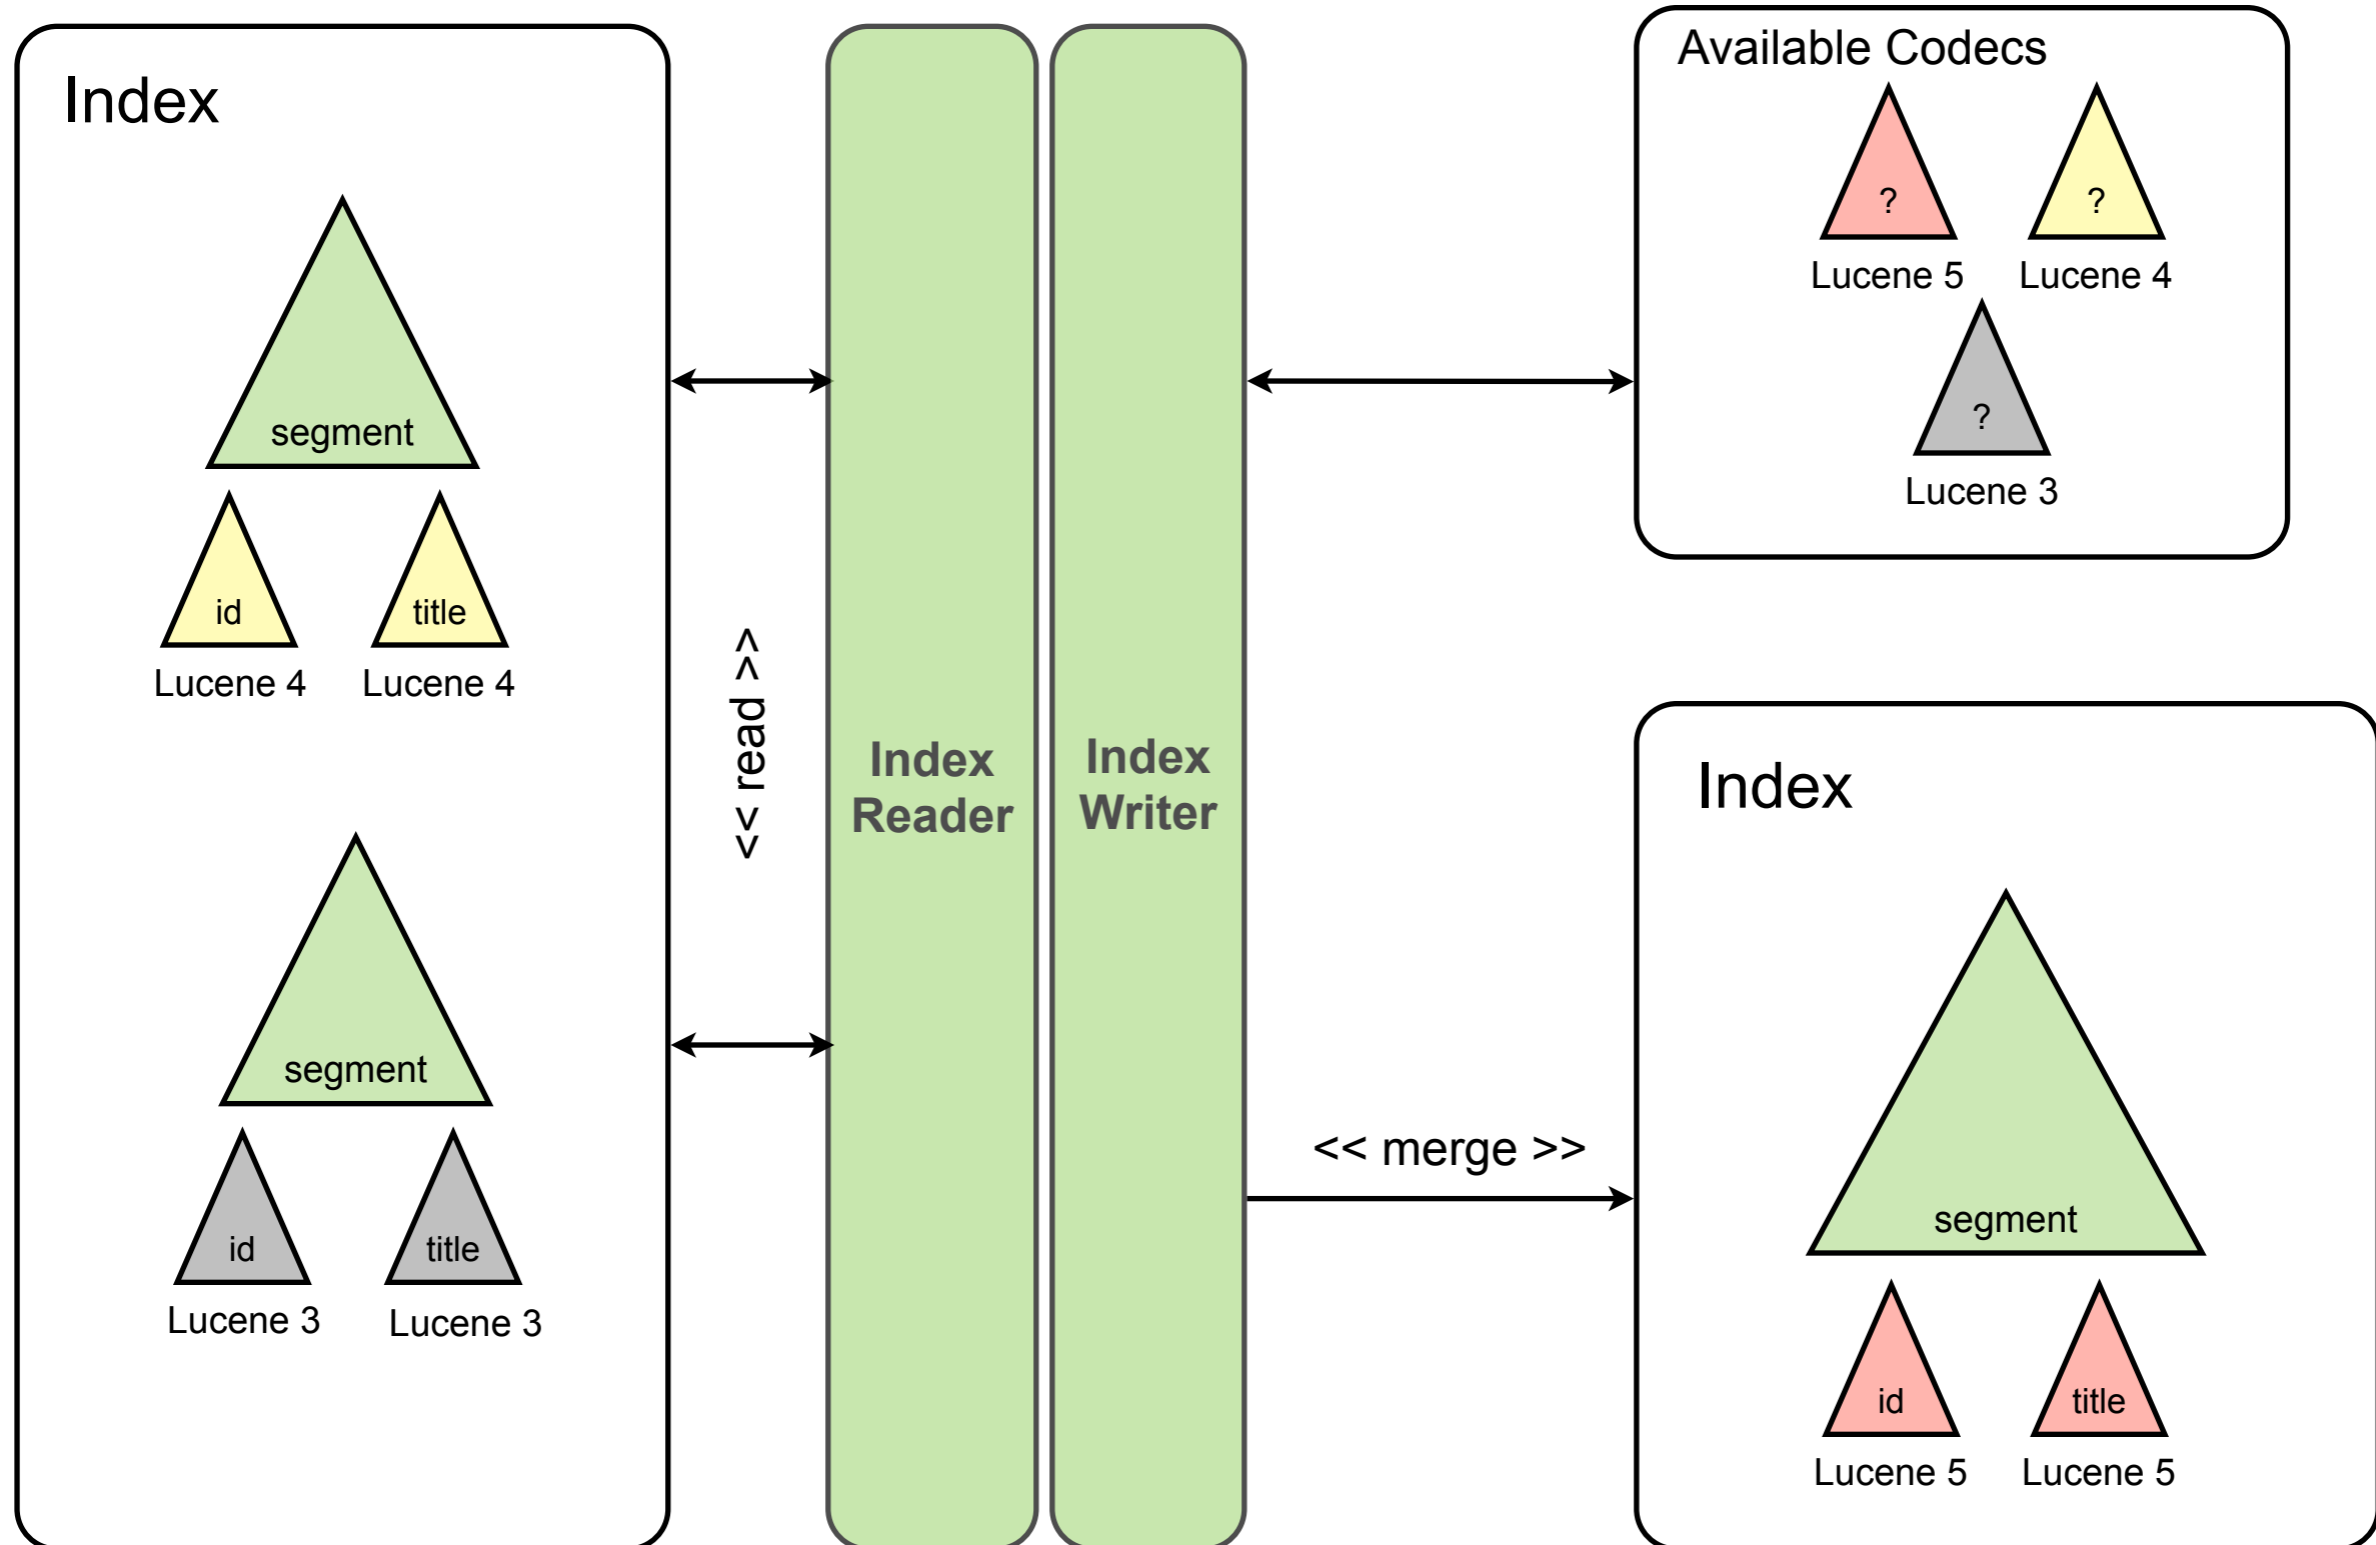 Index
segment
id
title
Lucene 4
Lucene 4
segment
id
title
Lucene 3
Lucene 3
<< read >>
Index
Reader
Index
Writer
Available Codecs
?
?
Lucene 5
Lucene 4
?
Lucene 3
<< merge >>
Index
segment
id
title
Lucene 5
Lucene 5